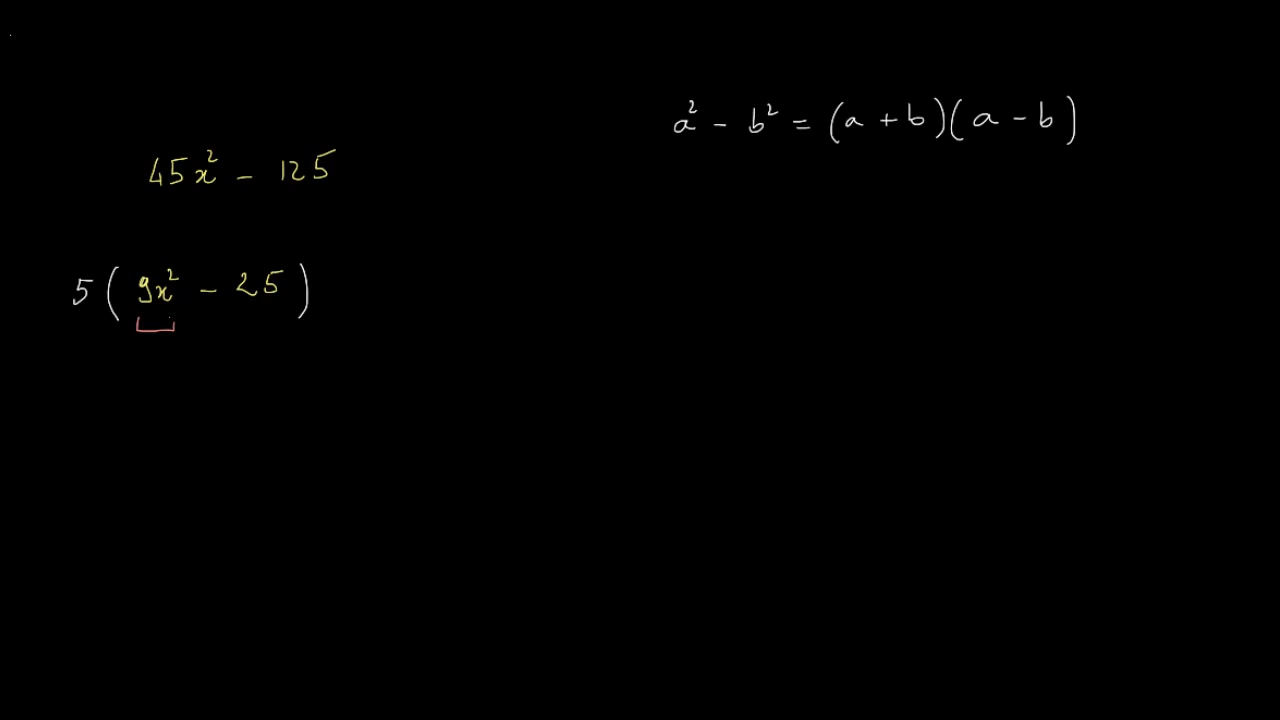 a² - b² = (a + b)(a - b)
45x² - 125
5(9x² - 25)